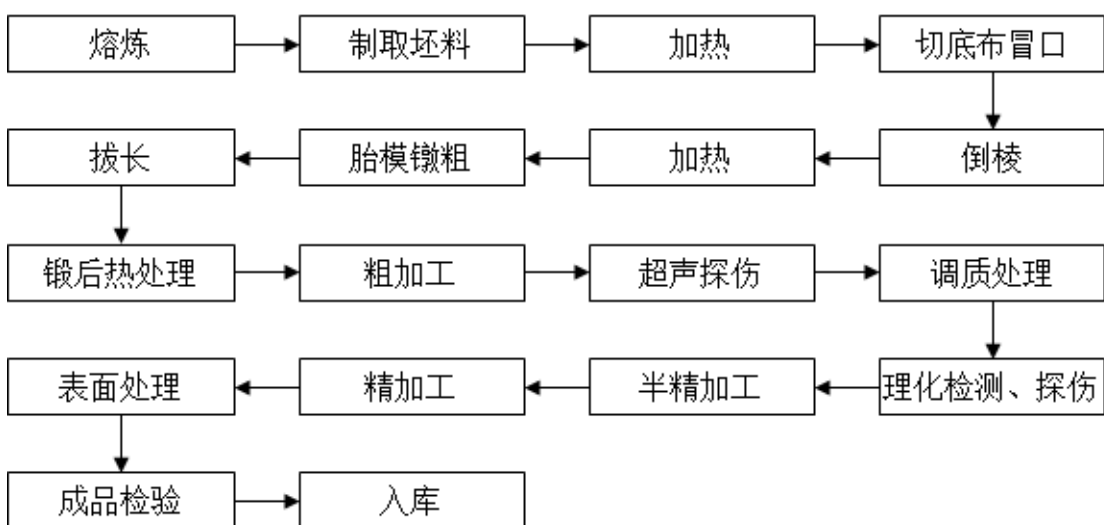 熔炼 制取坯料 加热 切底布冒口
拔长 胎模镦粗 加热 倒棱
锻后热处理 粗加工 超声探伤 调质处理
表面处理 精加工 半精加工 理化检测、探伤
成品检验 入库